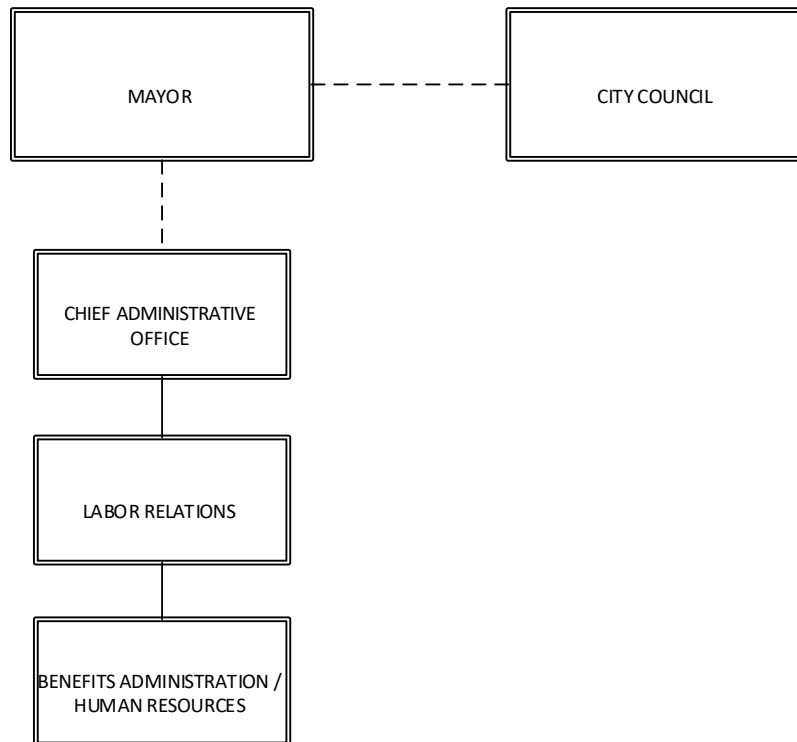 MAYOR
CITY COUNCIL
CHIEF ADMINISTRATIVE
OFFICE
LABOR RELATIONS
BENEFITS ADMINISTRATION /
HUMAN RESOURCES